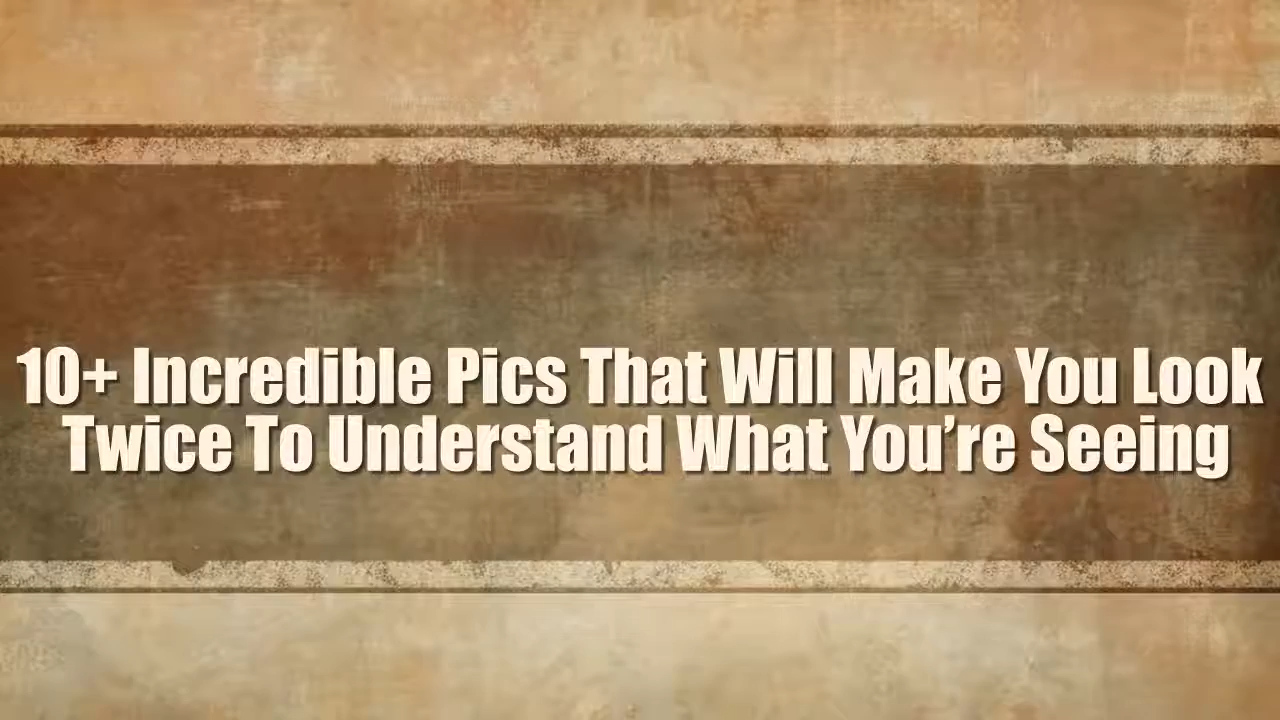 10+ Incredible Pics That Will Make You Look
Twice To Understand What You’re Seeing